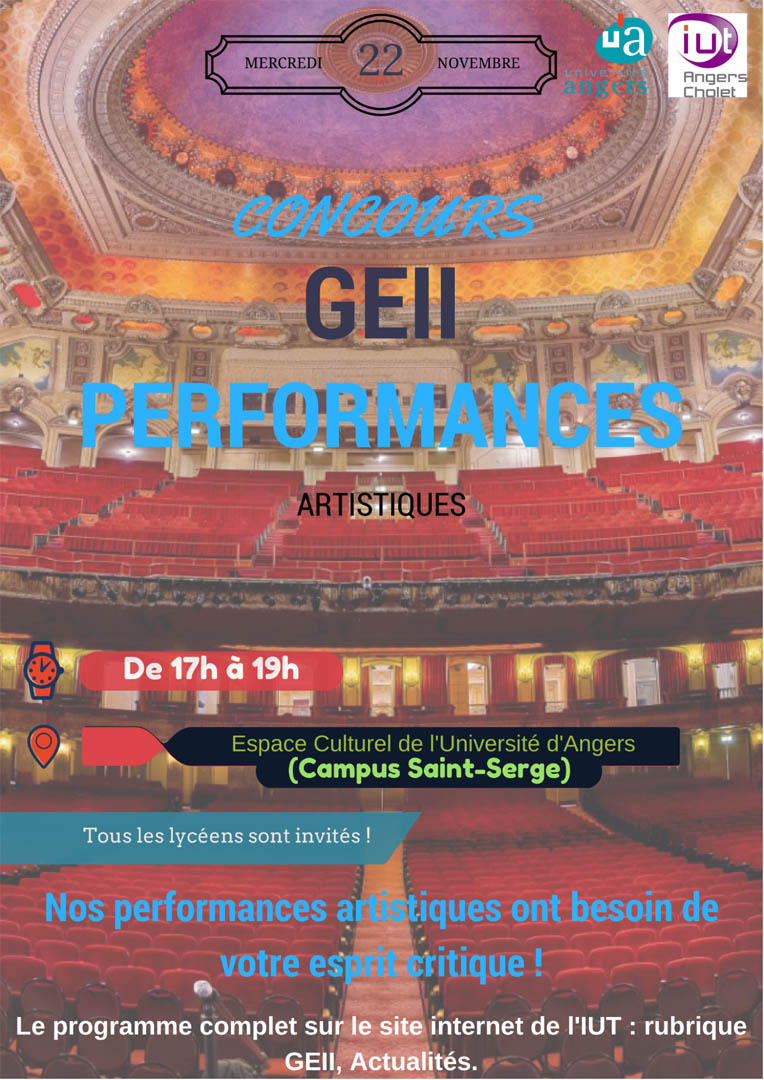 MERCREDI 22 NOVEMBRE
ua
université
angers
iut
Angers
Cholet
CONCOURS
GEII
PERFORMANCES
ARTISTIQUES
De 17h à 19h
Espace Culturel de l'Université d'Angers
(Campus Saint-Serge)
Tous les lycéens sont invités !
Nos performances artistiques ont besoin de
votre esprit critique !
Le programme complet sur le site internet de l'IUT : rubrique
GEII, Actualités.